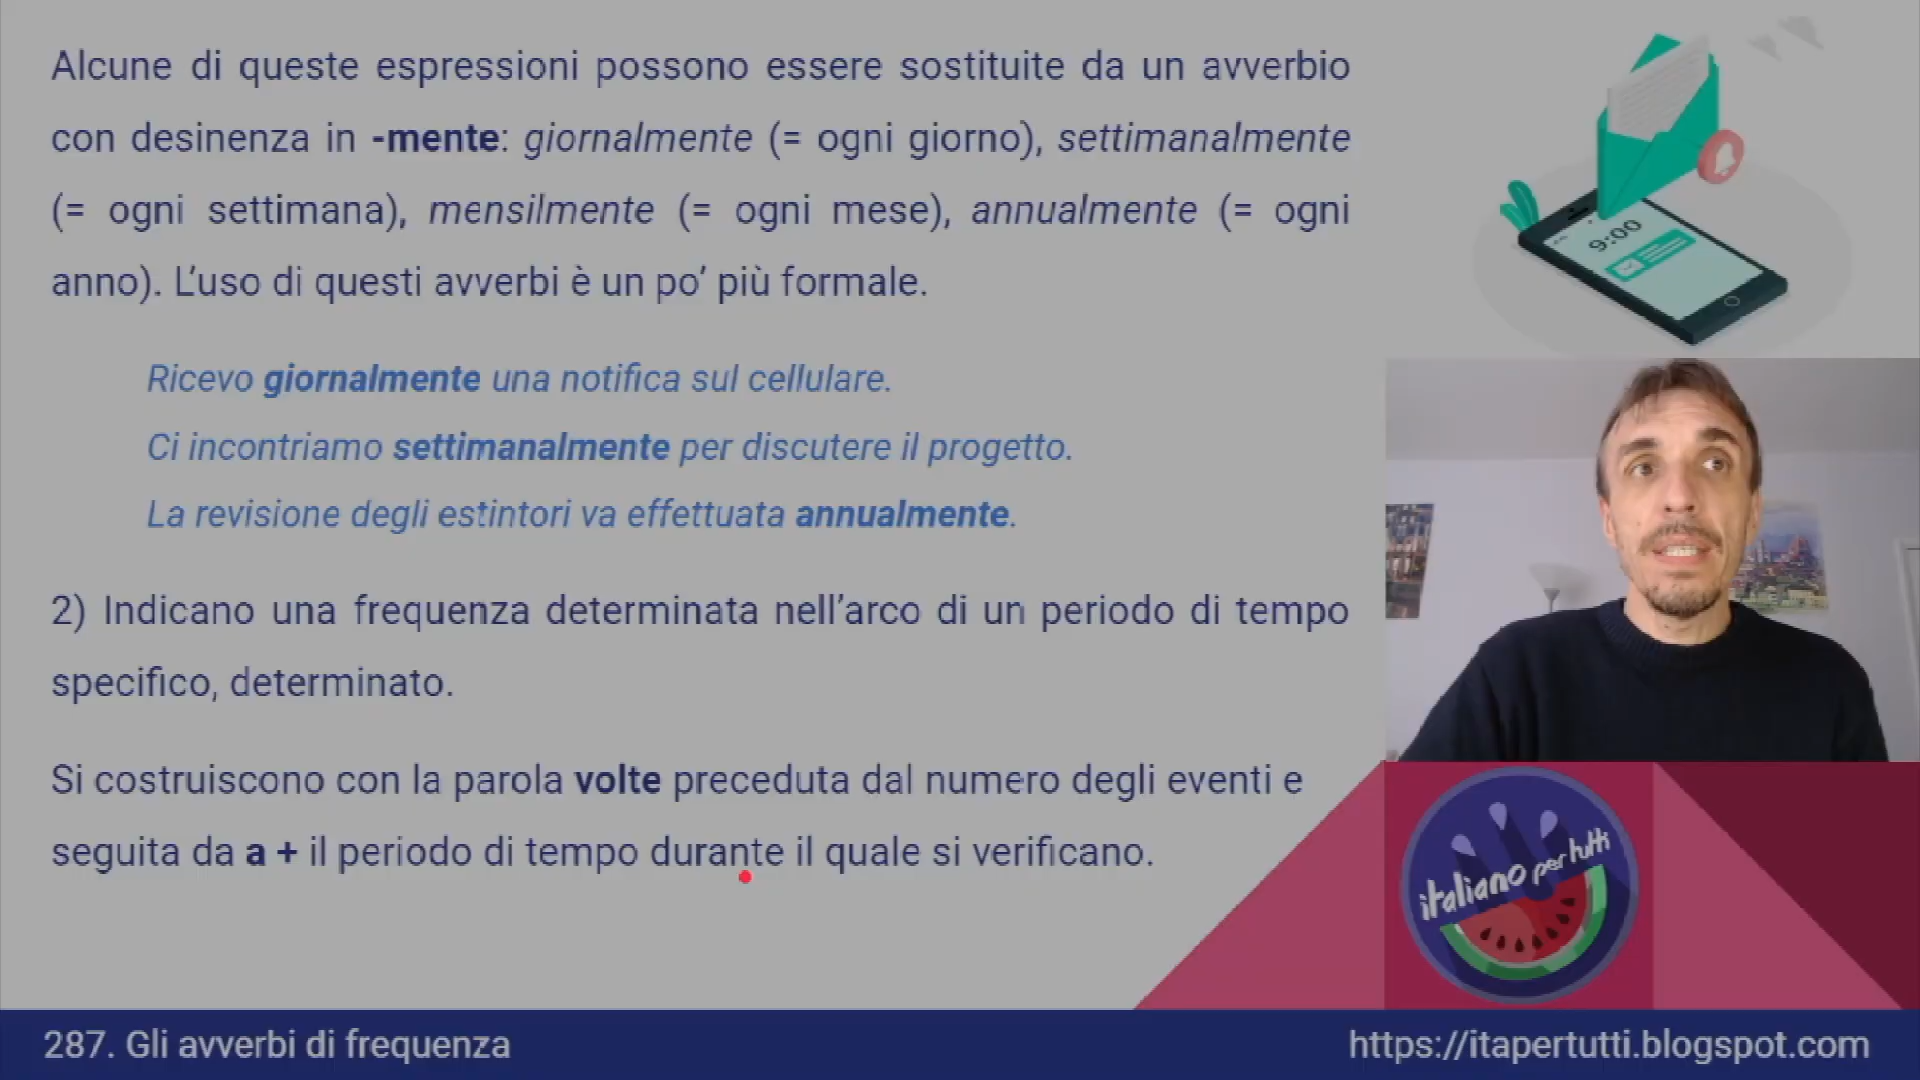 Alcune di queste espressioni possono essere sostituite da un avverbio
con desinenza in -mente: giornalmente (= ogni giorno), settimanalmente
(= ogni settimana), mensilmente (= ogni mese), annualmente (= ogni
anno). L’uso di questi avverbi è un po’ più formale.
9:00
Ricevo giornalmente una notifica sul cellulare.
Ci incontriamo settimanalmente per discutere il progetto.
La revisione degli estintori va effettuata annualmente.
2) Indicano una frequenza determinata nell’arco di un periodo di tempo
specifico, determinato.
Si costruiscono con la parola volte preceduta dal numero degli eventi e
seguita da a + il periodo di tempo durante il quale si verificano.
italiano per tutti
287. Gli avverbi di frequenza
https://itapertutti.blogspot.com